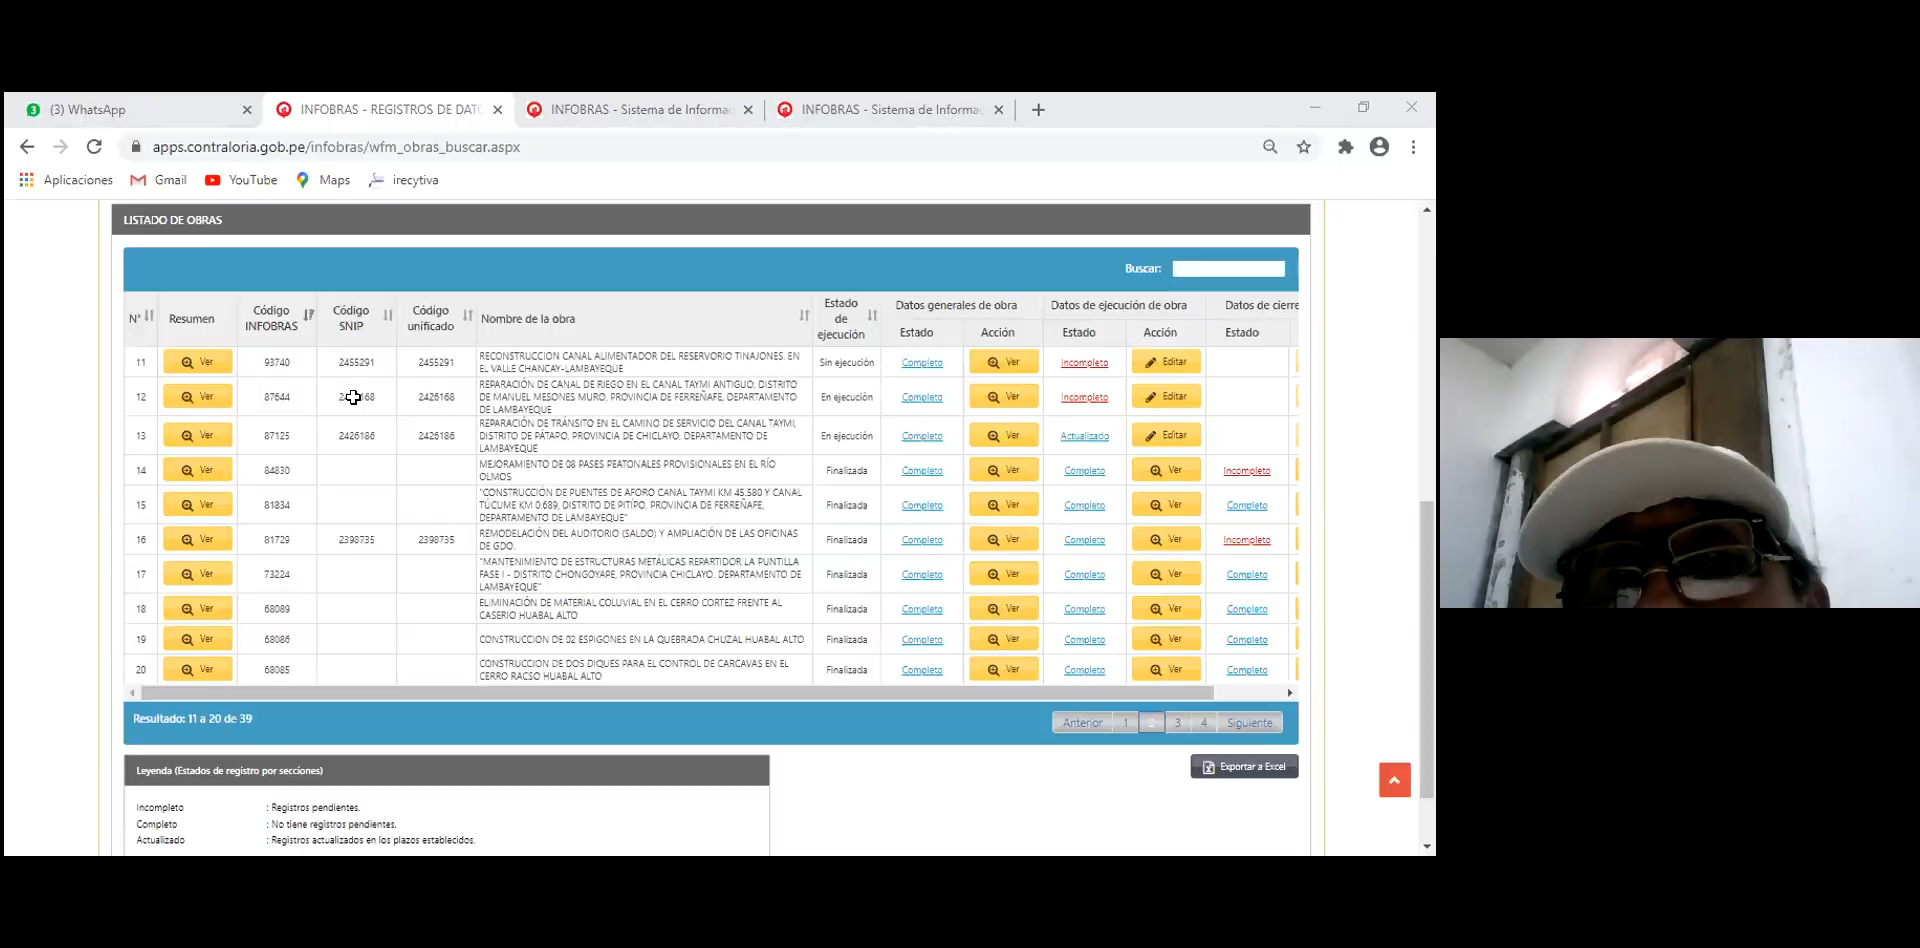 3 (3) WhatsApp
INFOBRAS - REGISTROS DE DAT
INFOBRAS - Sistema de Informa
INFOBRAS - Sistema de Informa
apps.contraloria.gob.pe/infobras/wfm_obras_buscar.aspx
Aplicaciones Gmail YouTube Maps irecytiva
LISTADO DE OBRAS
Buscar:
N° Resumen Código INFOBRAS Código SNIP Código unificado Nombre de la obra Estado de ejecución Datos generales de obra Datos de ejecución de obra Datos de cierre
Estado Acción Estado Acción Estado
11 Ver 93740 2455291 2455291 RECONSTRUCCION CANAL ALIMENTADOR DEL RESERVORIO TINAJONES. EN Sin ejecución Completo Ver Incompleto Editar
EL VALLE CHANCAY-LAMBAYEQUE
REPARACIÓN DE CANAL DE RIEGO EN EL CANAL TAYMI ANTIGUO, DISTRITO
12 Ver 87644 2426168 DE MANUEL MESONES MURO, PROVINCIA DE FERREÑAFE, DEPARTAMENTO En ejecución Completo Ver Incompleto Editar
DE LAMBAYEQUE
REPARACIÓN DE TRÁNSITO EN EL CAMINO DE SERVICIO DEL CANAL TAYMI,
13 Ver 87125 2426186 2426186 DISTRITO DE PÁTAPO, PROVINCIA DE CHICLAYO, DEPARTAMENTO DE En ejecución Completo Ver Actualizado Editar
LAMBAYEQUE
14 Ver 84830 MEJORAMIENTO DE 08 PASES PEATONALES PROVISIONALES EN EL RÍO Finalizada Completo Ver Completo Ver Incompleto
OLMOS
"CONSTRUCCIÓN DE PUENTES DE AFORO CANAL TAYMI KM 45.580 Y CANAL
15 Ver 81834 TÚCUME KM 0.689, DISTRITO DE PITIPO, PROVINCIA DE FERREÑAFE, Finalizada Completo Ver Completo Ver Completo
DEPARTAMENTO DE LAMBAYEQUE"
16 Ver 81729 2398735 2398735 REMODELACIÓN DEL AUDITORIO (SALDO) Y AMPLIACIÓN DE LAS OFICINAS Finalizada Completo Ver Completo Ver Incompleto
DE GDO.
"MANTENIMIENTO DE ESTRUCTURAS METÁLICAS REPARTIDOR LA PUNTILLA
17 Ver 73224 FASE I - DISTRITO CHONGOYAPE, PROVINCIA CHICLAYO, DEPARTAMENTO DE Finalizada Completo Ver Completo Ver Completo
LAMBAYEQUE"
18 Ver 68089 ELIMINACIÓN DE MATERIAL COLUVIAL EN EL CERRO CORTEZ FRENTE AL Finalizada Completo Ver Completo Ver Completo
CASERIO HUABAL ALTO
19 Ver 68086 CONSTRUCCION DE 02 ESPIGONES EN LA QUEBRADA CHUZAL HUABAL ALTO Finalizada Completo Ver Completo Ver Completo
20 Ver 68085 CONSTRUCCION DE DOS DIQUES PARA EL CONTROL DE CARCAVAS EN EL Finalizada Completo Ver Completo Ver Completo
CERRO RACSO HUABAL ALTO
Resultado: 11 a 20 de 39 Anterior 1 2 3 4 Siguiente
Leyenda (Estados de registro por secciones) Exportar a Excel
Incompleto : Registros pendientes.
Completo : No tiene registros pendientes.
Actualizado : Registros actualizados en los plazos establecidos.